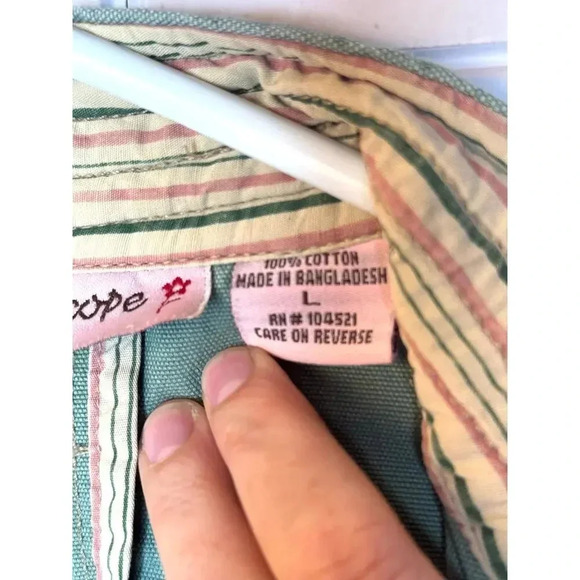 100% COTTON
MADE IN BANGLADESH
L
RN # 104521
CARE ON REVERSE